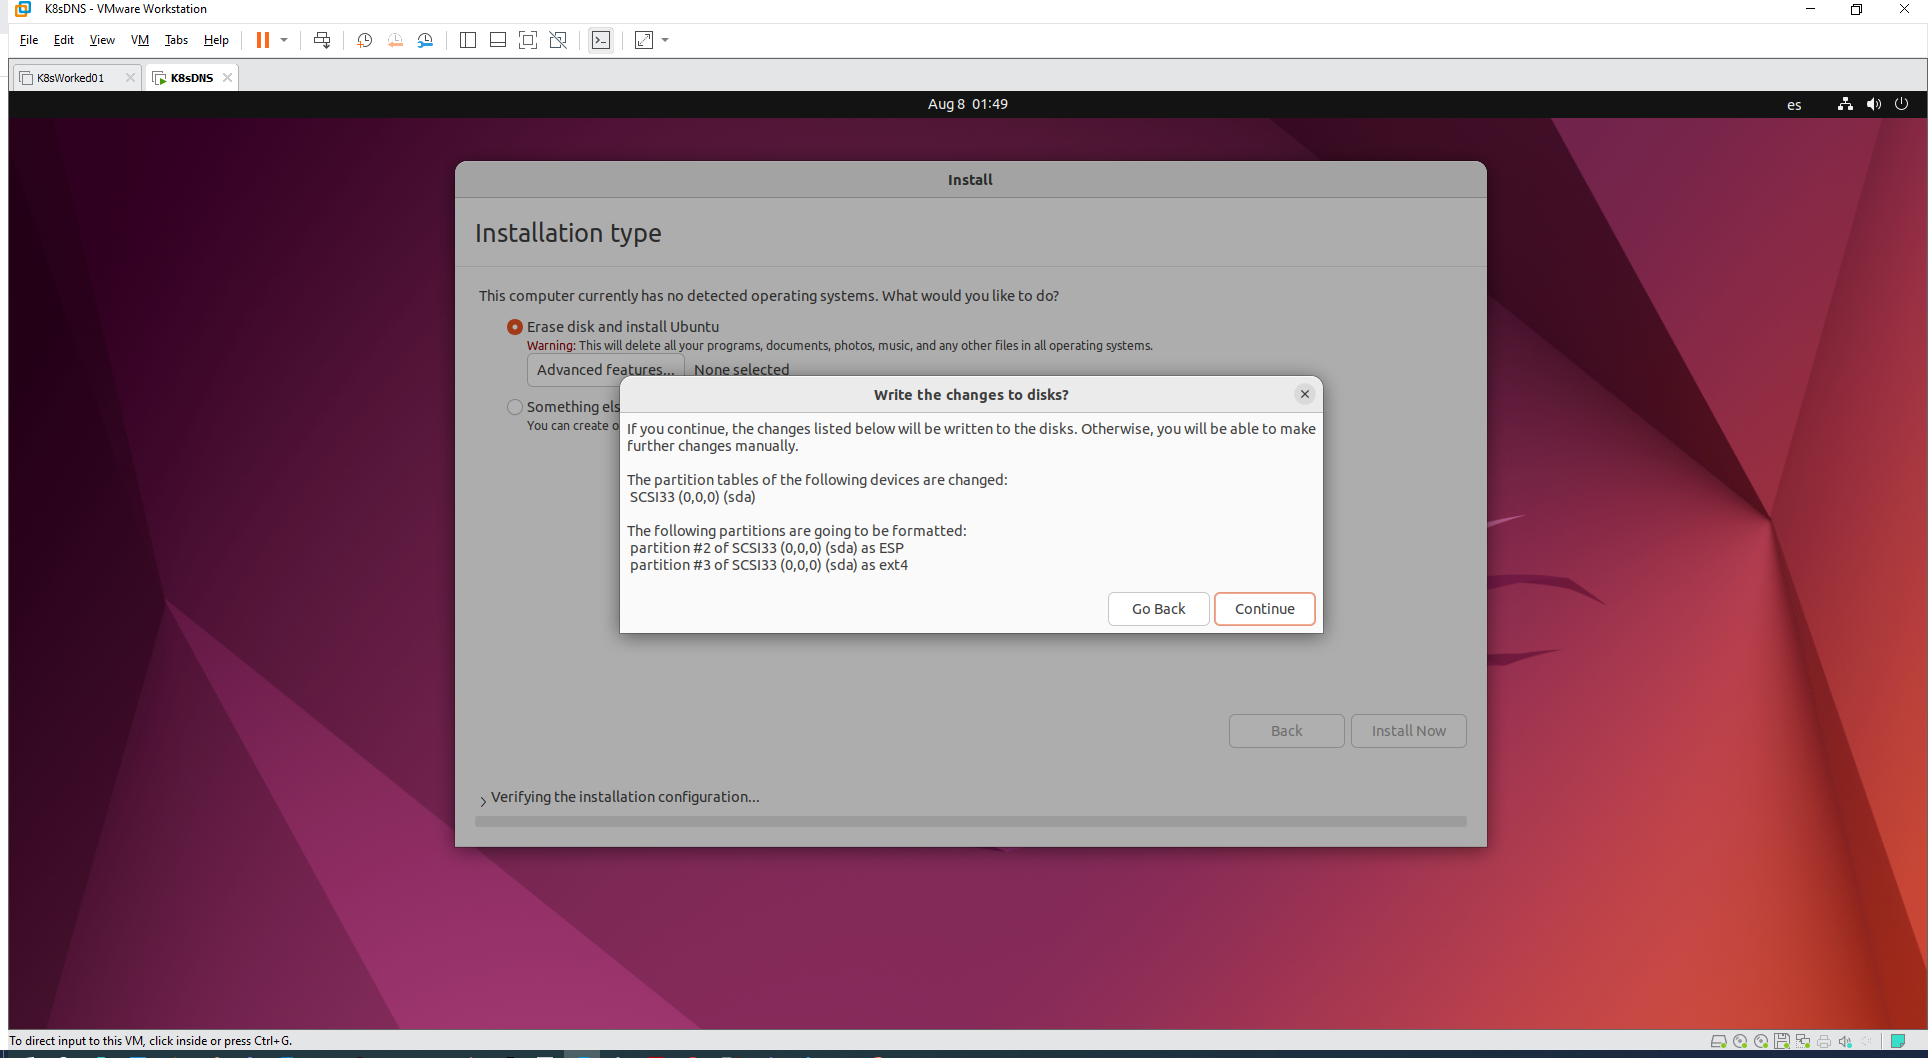 K8sDNS - VMware Workstation
File Edit View VM Tabs Help
K8sWorked01 K8sDNS
Aug 8 01:49 es
Install
Installation type
This computer currently has no detected operating systems. What would you like to do?
Erase disk and install Ubuntu
Warning: This will delete all your programs, documents, photos, music, and any other files in all operating systems.
Advanced features... None selected
Something els
You can create o
Write the changes to disks?
If you continue, the changes listed below will be written to the disks. Otherwise, you will be able to make
further changes manually.
The partition tables of the following devices are changed:
SCSI33 (0,0,0) (sda)
The following partitions are going to be formatted:
partition #2 of SCSI33 (0,0,0) (sda) as ESP
partition #3 of SCSI33 (0,0,0) (sda) as ext4
Go Back Continue
Back Install Now
Verifying the installation configuration...
To direct input to this VM, click inside or press Ctrl+G.